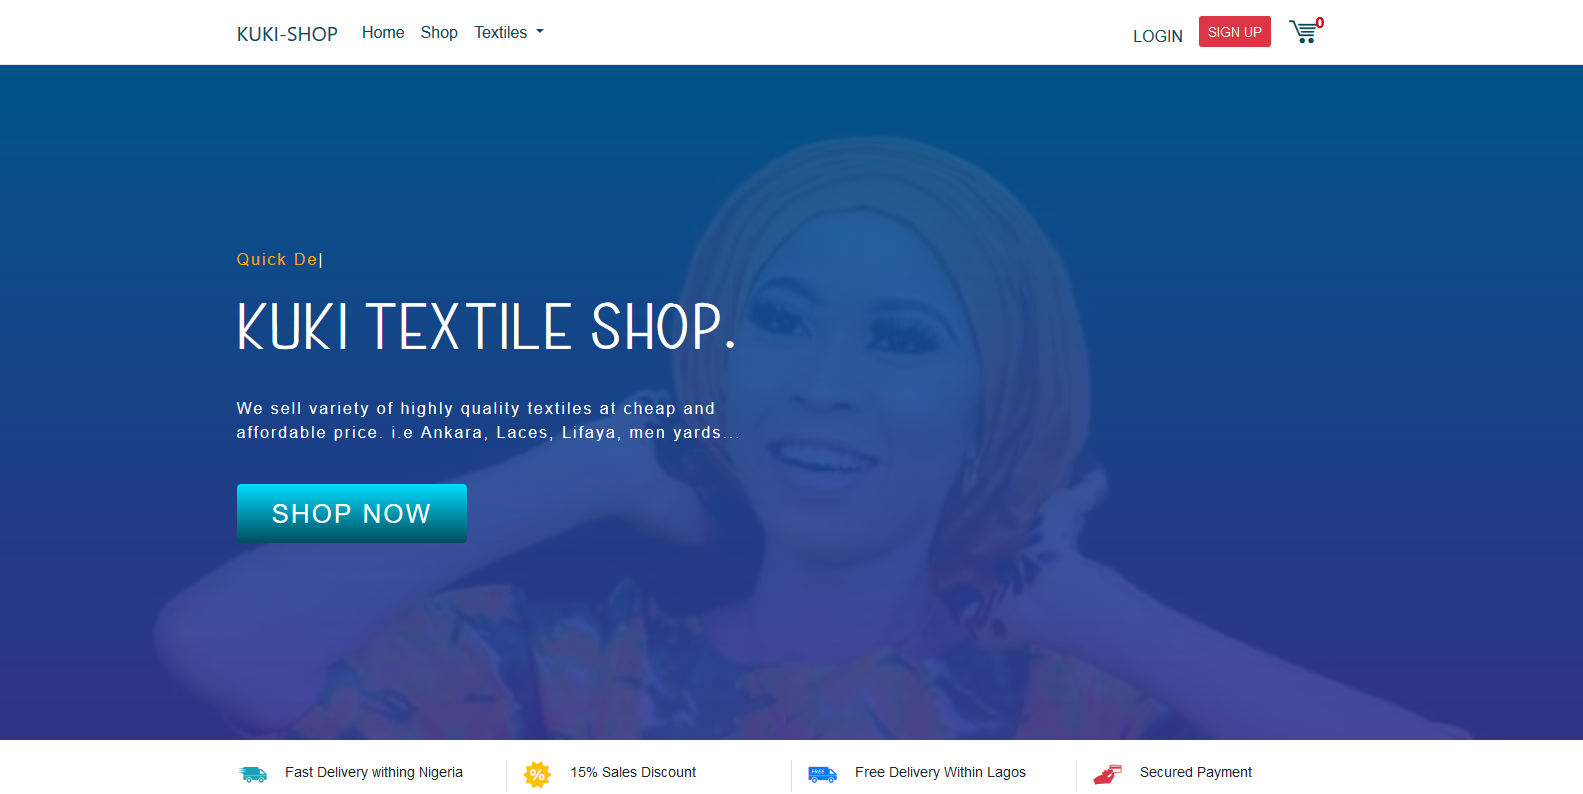 KUKI-SHOP Home Shop Textiles LOGIN SIGN UP 0
Quick De|
KUKI TEXTILE SHOP.
We sell variety of highly quality textiles at cheap and
affordable price. i.e Ankara, Laces, Lifaya, men yards...
SHOP NOW
Fast Delivery withing Nigeria % 15% Sales Discount FREE Free Delivery Within Lagos Secured Payment